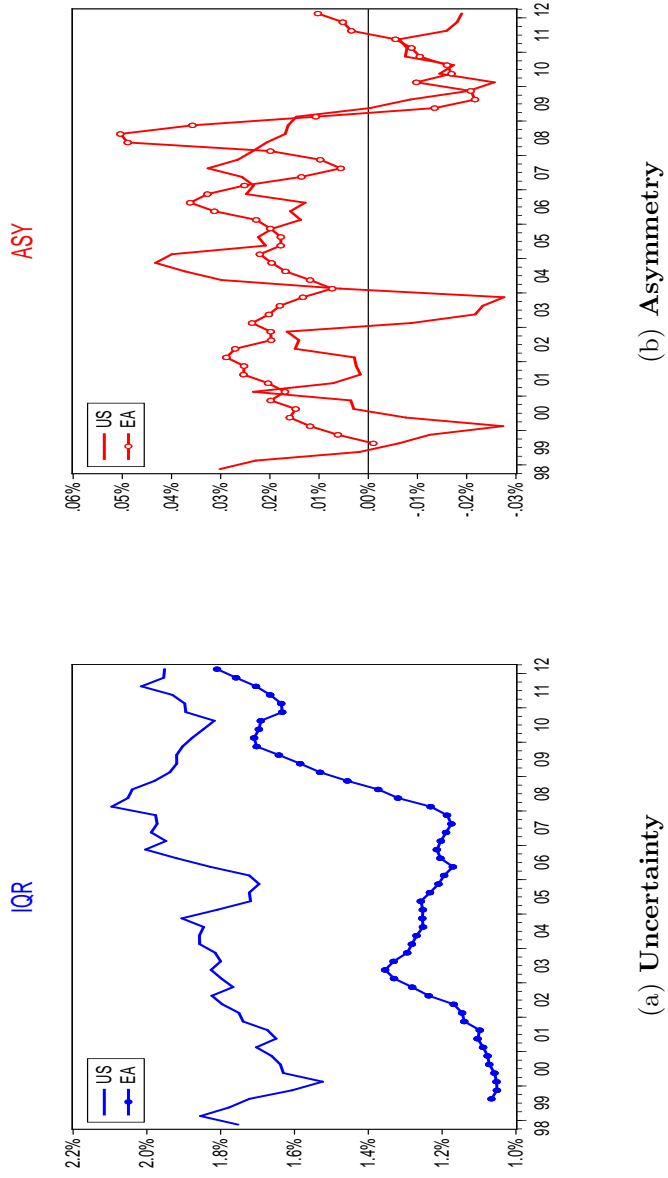 IQR
US
EA
2.2%
2.0%
1.8%
1.6%
1.4%
1.2%
1.0%
98 99 00 01 02 03 04 05 06 07 08 09 10 11 12
(a) Uncertainty
ASY
US
EA
.06%
.05%
.04%
.03%
.02%
.01%
.00%
-.01%
-.02%
-.03%
98 99 00 01 02 03 04 05 06 07 08 09 10 11 12
(b) Asymmetry